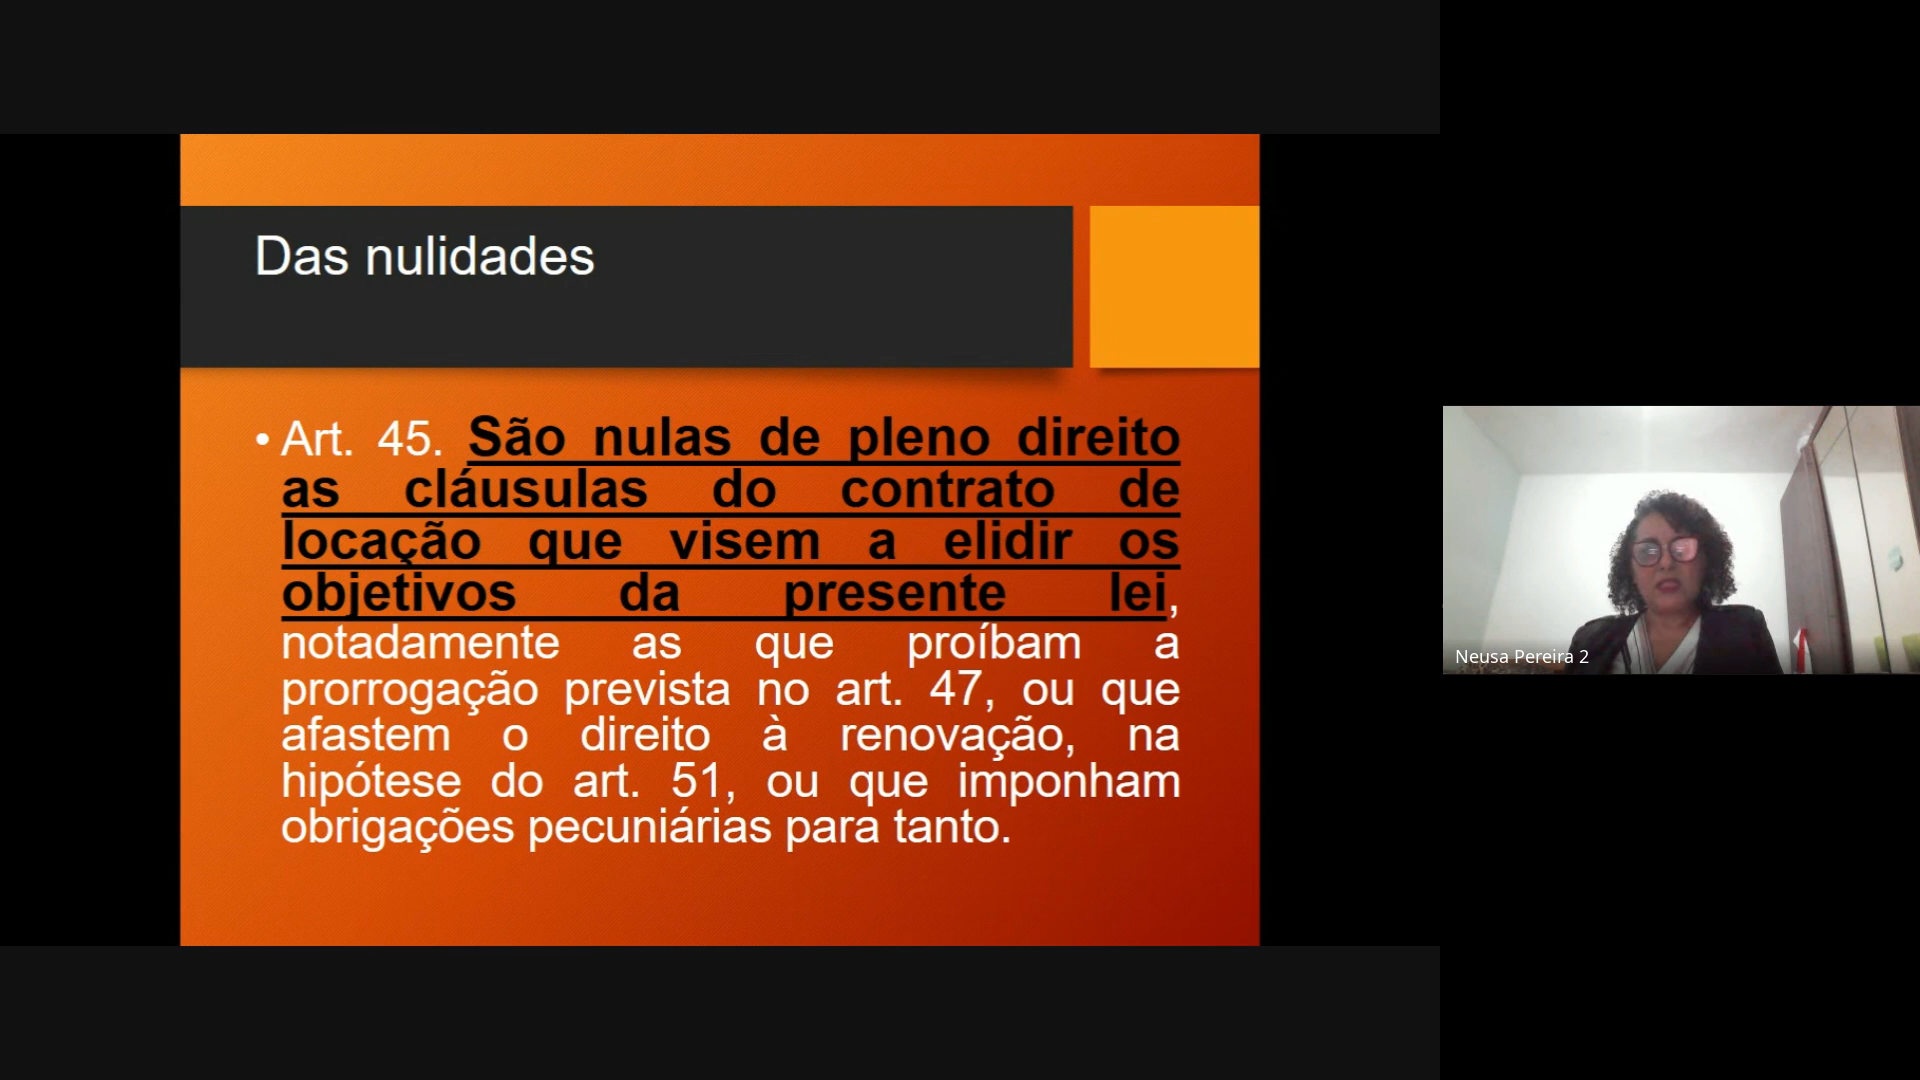 Das nulidades
• Art. 45. São nulas de pleno direito
as cláusulas do contrato de
locação que visem a elidir os
objetivos da presente lei,
notadamente as que proíbam a
prorrogação prevista no art. 47, ou que
afastem o direito à renovação, na
hipótese do art. 51, ou que imponham
obrigações pecuniárias para tanto.
Neusa Pereira 2